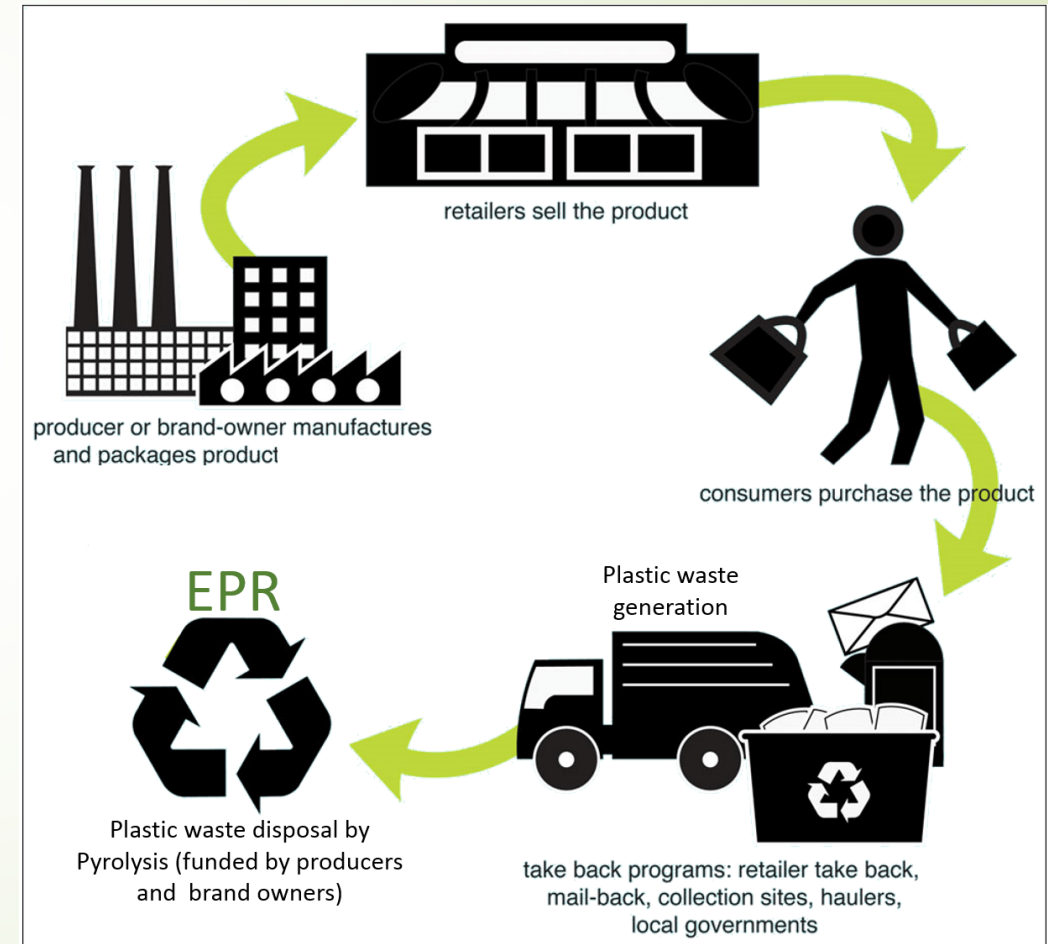 retailers sell the product
producer or brand-owner manufactures
and packages product
consumers purchase the product
Plastic waste
generation
EPR
Plastic waste disposal by
Pyrolysis (funded by producers
and brand owners)
take back programs: retailer take back,
mail-back, collection sites, haulers,
local governments